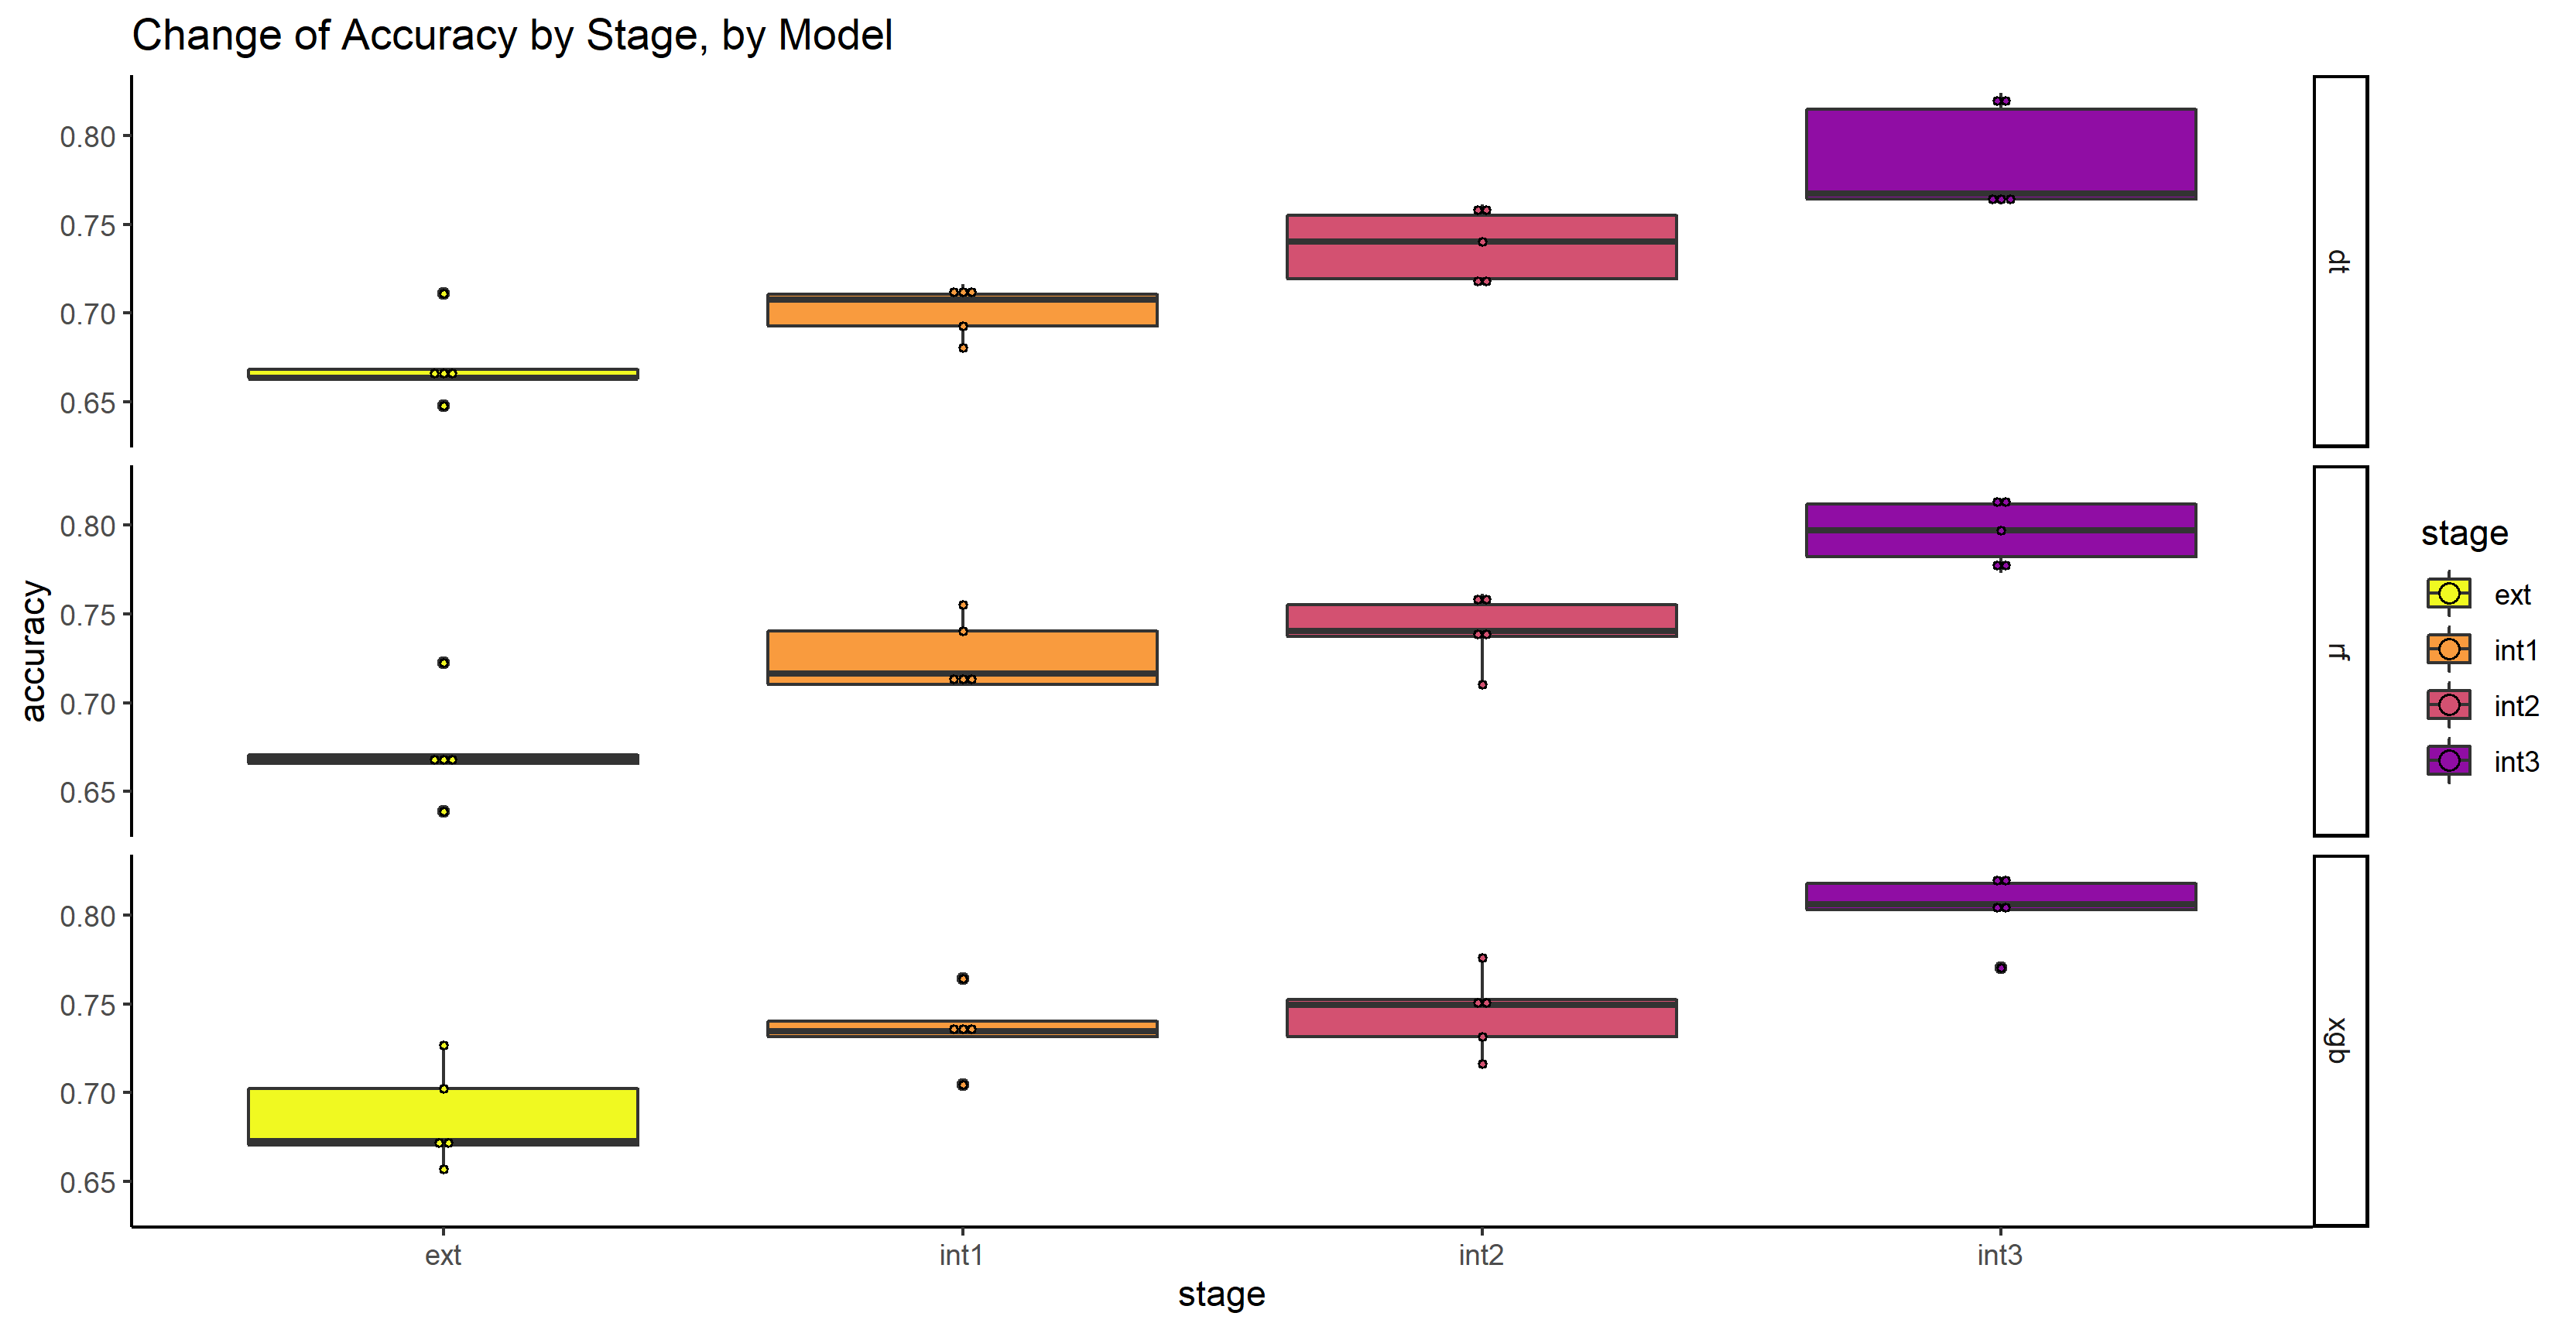 Change of Accuracy by Stage, by Model
0.80
0.75
0.70
0.65
dt
0.80
0.75
0.70
0.65
rf
0.80
0.75
0.70
0.65
xgb
accuracy
ext
int1
int2
int3
stage
stage
ext
int1
int2
int3